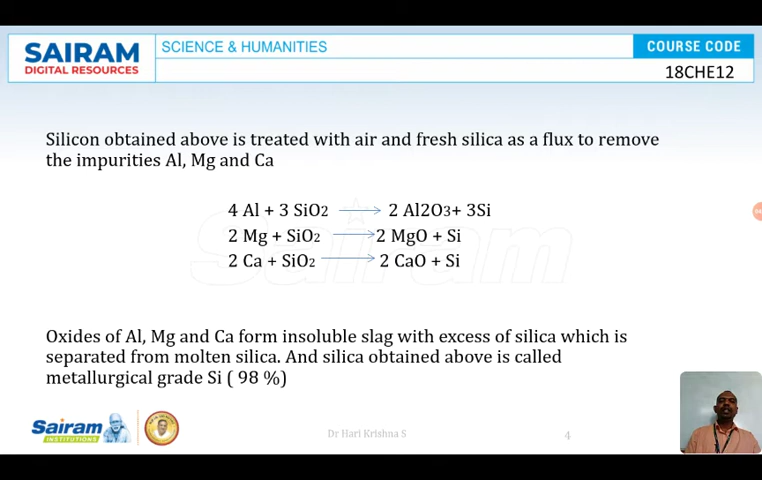 SAIRAM
DIGITAL RESOURCES
SCIENCE & HUMANITIES
COURSE CODE
18CHE12
Silicon obtained above is treated with air and fresh silica as a flux to remove
the impurities Al, Mg and Ca
4 Al + 3 SiO2 → 2 Al2O3+ 3Si
2 Mg + SiO2 → 2 MgO + Si
2 Ca + SiO2 → 2 CaO + Si
Sairam
Oxides of Al, Mg and Ca form insoluble slag with excess of silica which is
separated from molten silica. And silica obtained above is called
metallurgical grade Si ( 98 %)
Sairam
INSTITUTIONS
Dr Hari Krishna S
4